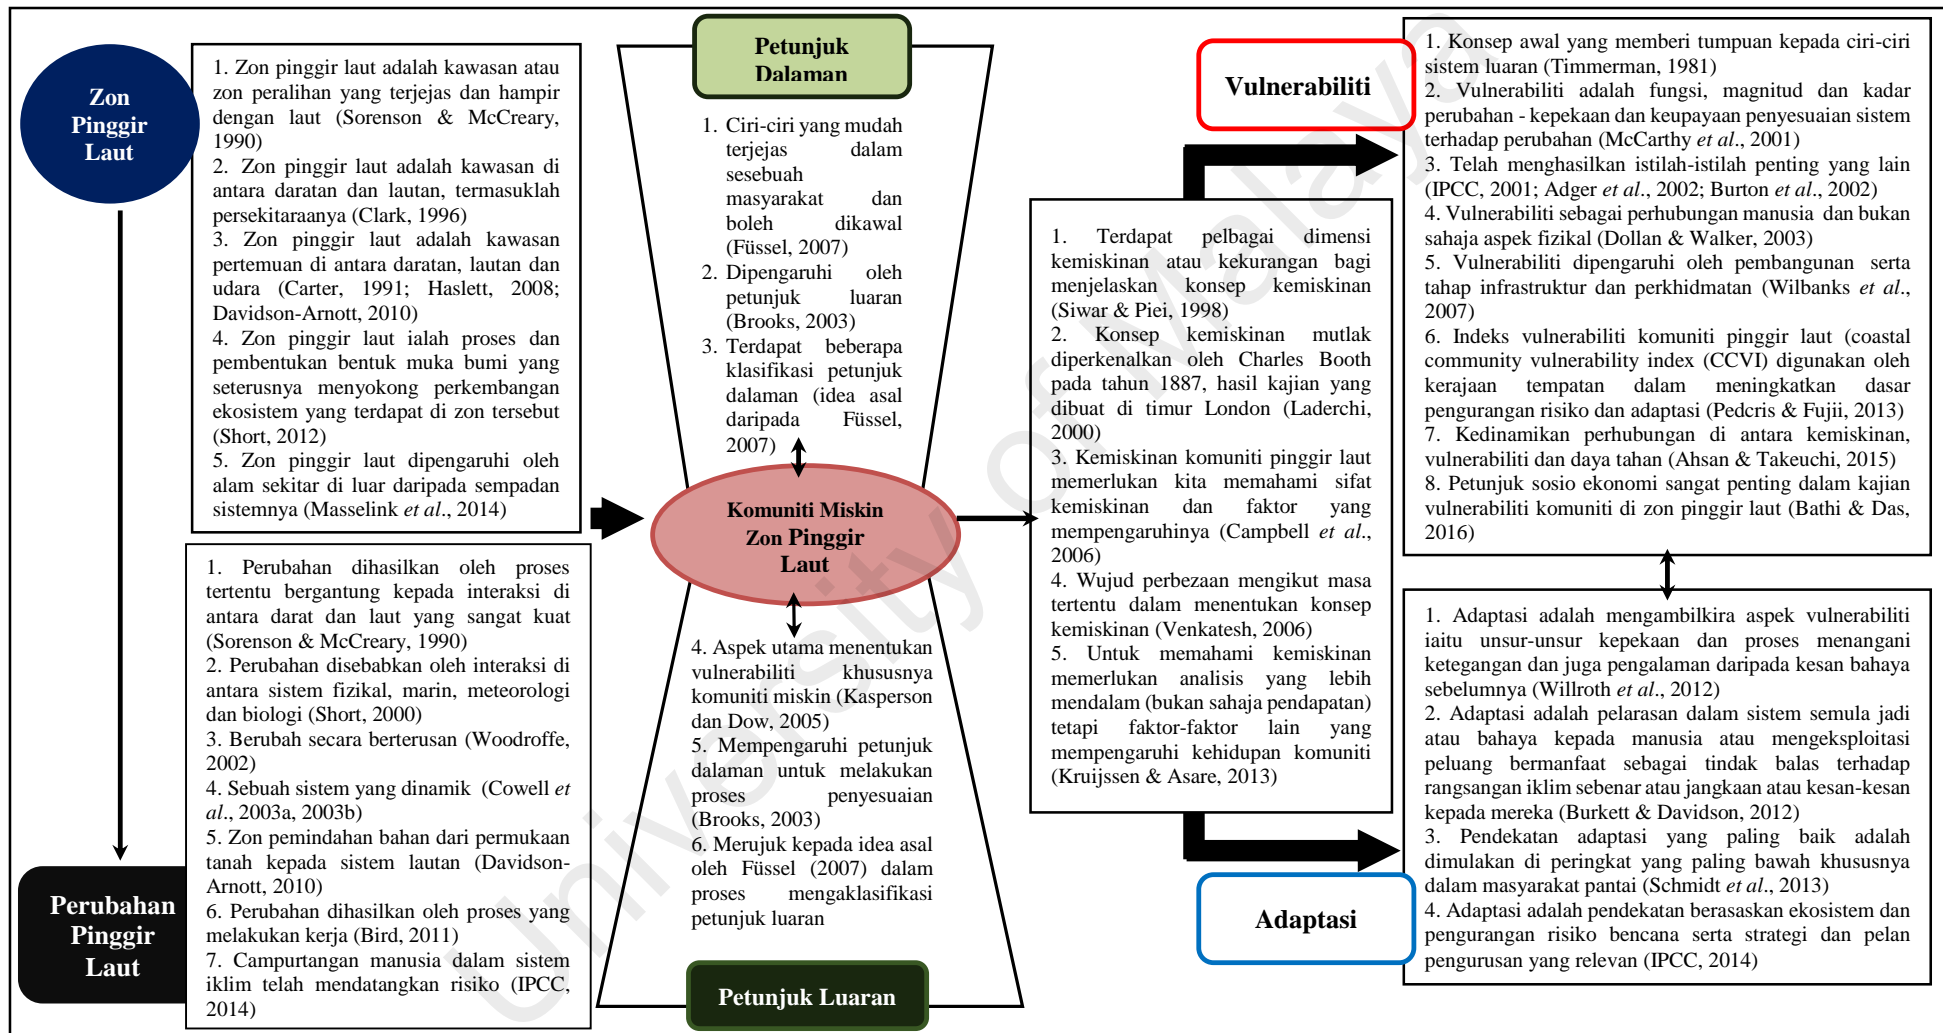 Zon
Pinggir
Laut
1. Zon pinggir laut adalah kawasan atau
zon peralihan yang terjejas dan hampir
dengan laut (Sorenson & McCreary,
1990)
2. Zon pinggir laut adalah kawasan di
antara daratan dan lautan, termasuklah
persekitaraanya (Clark, 1996)
3. Zon pinggir laut adalah kawasan
pertemuan di antara daratan, lautan dan
udara (Carter, 1991; Haslett, 2008;
Davidson-Arnott, 2010)
4. Zon pinggir laut ialah proses dan
pembentukan bentuk muka bumi yang
seterusnya menyokong perkembangan
ekosistem yang terdapat di zon tersebut
(Short, 2012)
5. Zon pinggir laut dipengaruhi oleh
alam sekitar di luar daripada sempadan
sistemnya (Masselink et al., 2014)
Perubahan
Pinggir
Laut
1. Perubahan dihasilkan oleh proses
tertentu bergantung kepada interaksi di
antara darat dan laut yang sangat kuat
(Sorenson & McCreary, 1990)
2. Perubahan disebabkan oleh interaksi di
antara sistem fizikal, marin, meteorologi
dan biologi (Short, 2000)
3. Berubah secara berterusan (Woodroffe,
2002)
4. Sebuah sistem yang dinamik (Cowell et
al., 2003a, 2003b)
5. Zon pemindahan bahan dari permukaan
tanah kepada sistem lautan (Davidson-
Arnott, 2010)
6. Perubahan dihasilkan oleh proses yang
melakukan kerja (Bird, 2011)
7. Campurtangan manusia dalam sistem
iklim telah mendatangkan risiko (IPCC,
2014)
Petunjuk
Dalaman
1. Ciri-ciri yang mudah
terjejas dalam
sesebuah
masyarakat dan
boleh dikawal
(Füssel, 2007)
2. Dipengaruhi oleh
petunjuk luaran
(Brooks, 2003)
3. Terdapat beberapa
klasifikasi petunjuk
dalaman (idea asal
daripada Füssel,
2007)
Komuniti Miskin
Zon Pinggir
Laut
4. Aspek utama menentukan
vulnerabiliti khususnya
komuniti miskin (Kasperson
dan Dow, 2005)
5. Mempengaruhi petunjuk
dalaman untuk melakukan
proses penyesuaian
(Brooks, 2003)
6. Merujuk kepada idea asal
oleh Füssel (2007) dalam
proses mengaklasifikasi
petunjuk luaran
Petunjuk Luaran
1. Terdapat pelbagai dimensi
kemiskinan atau kekurangan bagi
menjelaskan konsep kemiskinan
(Siwar & Piei, 1998)
2. Konsep kemiskinan mutlak
diperkenalkan oleh Charles Booth
pada tahun 1887, hasil kajian yang
dibuat di timur London (Laderchi,
2000)
3. Kemiskinan komuniti pinggir laut
memerlukan kita memahami sifat
kemiskinan dan faktor yang
mempengaruhinya (Campbell et al.,
2006)
4. Wujud perbezaan mengikut masa
tertentu dalam menentukan konsep
kemiskinan (Venkatesh, 2006)
5. Untuk memahami kemiskinan
memerlukan analisis yang lebih
mendalam (bukan sahaja pendapatan)
tetapi faktor-faktor lain yang
mempengaruhi kehidupan komuniti
(Kruijssen & Asare, 2013)
Vulnerabiliti
1. Konsep awal yang memberi tumpuan kepada ciri-ciri
sistem luaran (Timmerman, 1981)
2. Vulnerabiliti adalah fungsi, magnitud dan kadar
perubahan - kepekaan dan keupayaan penyesuaian sistem
terhadap perubahan (McCarthy et al., 2001)
3. Telah menghasilkan istilah-istilah penting yang lain
(IPCC, 2001; Adger et al., 2002; Burton et al., 2002)
4. Vulnerabiliti sebagai perhubungan manusia dan bukan
sahaja aspek fizikal (Dollan & Walker, 2003)
5. Vulnerabiliti dipengaruhi oleh pembangunan serta
tahap infrastruktur dan perkhidmatan (Wilbanks et al.,
2007)
6. Indeks vulnerabiliti komuniti pinggir laut (coastal
community vulnerability index (CCVI) digunakan oleh
kerajaan tempatan dalam meningkatkan dasar
pengurangan risiko dan adaptasi (Pedcris & Fujii, 2013)
7. Kedinamikan perhubungan di antara kemiskinan,
vulnerabiliti dan daya tahan (Ahsan & Takeuchi, 2015)
8. Petunjuk sosio ekonomi sangat penting dalam kajian
vulnerabiliti komuniti di zon pinggir laut (Bathi & Das,
2016)
Adaptasi
1. Adaptasi adalah mengambilkira aspek vulnerabiliti
iaitu unsur-unsur kepekaan dan proses menangani
ketegangan dan juga pengalaman daripada kesan bahaya
sebelumnya (Willroth et al., 2012)
2. Adaptasi adalah pelarasan dalam sistem semula jadi
atau bahaya kepada manusia atau mengeksploitasi
peluang bermanfaat sebagai tindak balas terhadap
rangsangan iklim sebenar atau jangkaan atau kesan-kesan
kepada mereka (Burkett & Davidson, 2012)
3. Pendekatan adaptasi yang paling baik adalah
dimulakan di peringkat yang paling bawah khususnya
dalam masyarakat pantai (Schmidt et al., 2013)
4. Adaptasi adalah pendekatan berasaskan ekosistem dan
pengurangan risiko bencana serta strategi dan pelan
pengurusan yang relevan (IPCC, 2014)
University of Malaya